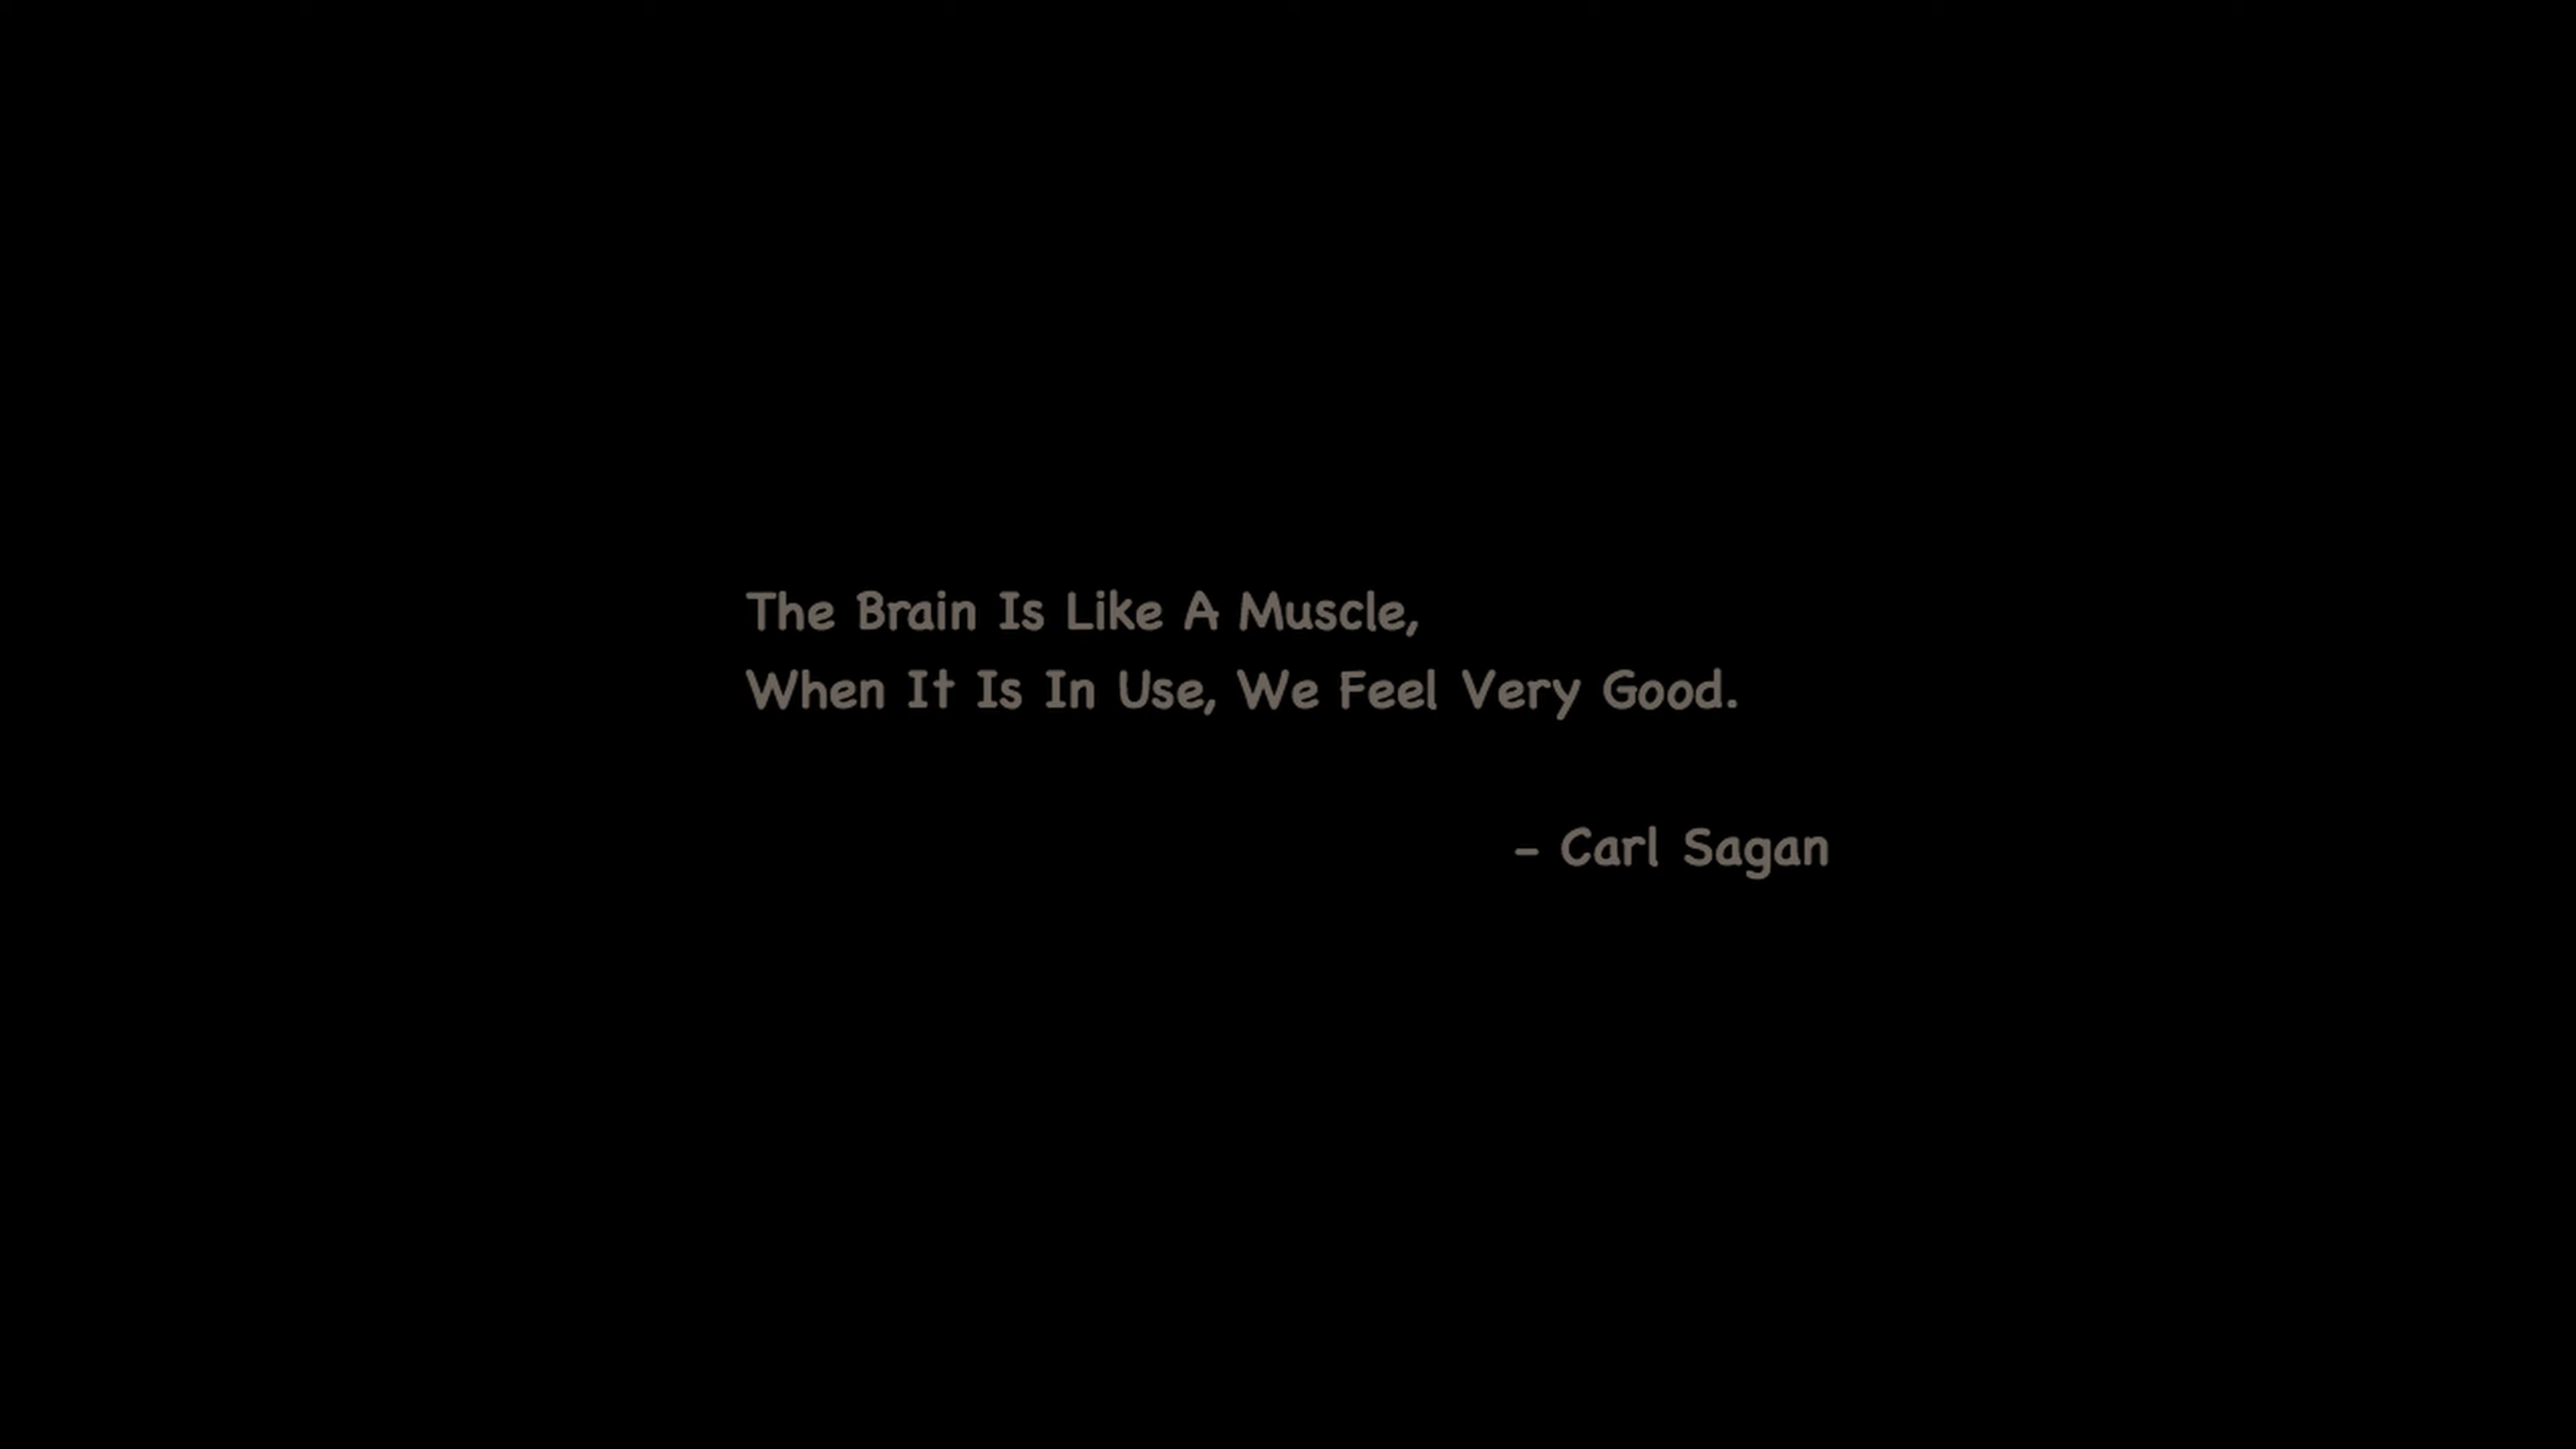 The Brain Is Like A Muscle,
When It Is In Use, We Feel Very Good.
- Carl Sagan